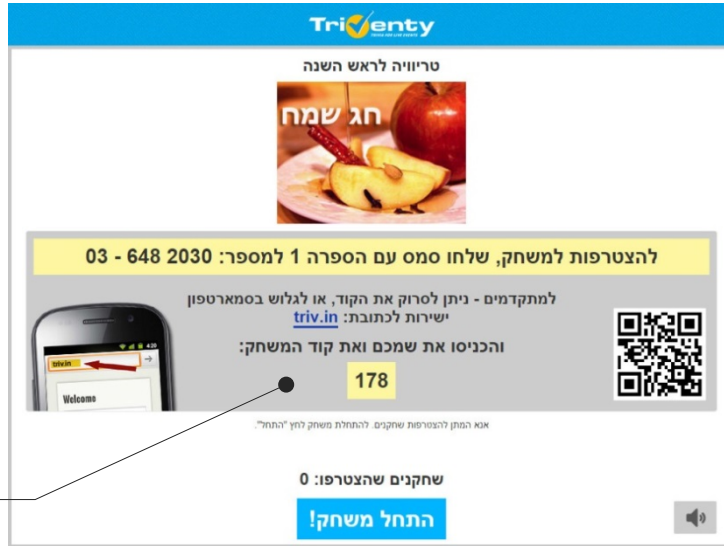 Triventy
טריוויה לראש השנה
חג שמח
להצטרפות למשחק, שלחו סמס עם הספרה 1 למספר: 03 - 648 2030
למתקדמים - ניתן לסרוק את הקוד, או לגלוש בסמארטפון
ישירות לכתובת: triv.in
והכניסו את שמכם ואת קוד המשחק:
178
triv.in
Welcome
אנא המתן להצטרפות שחקנים. להתחלת משחק לחץ "התחל".
שחקנים שהצטרפו: 0
התחל משחק!